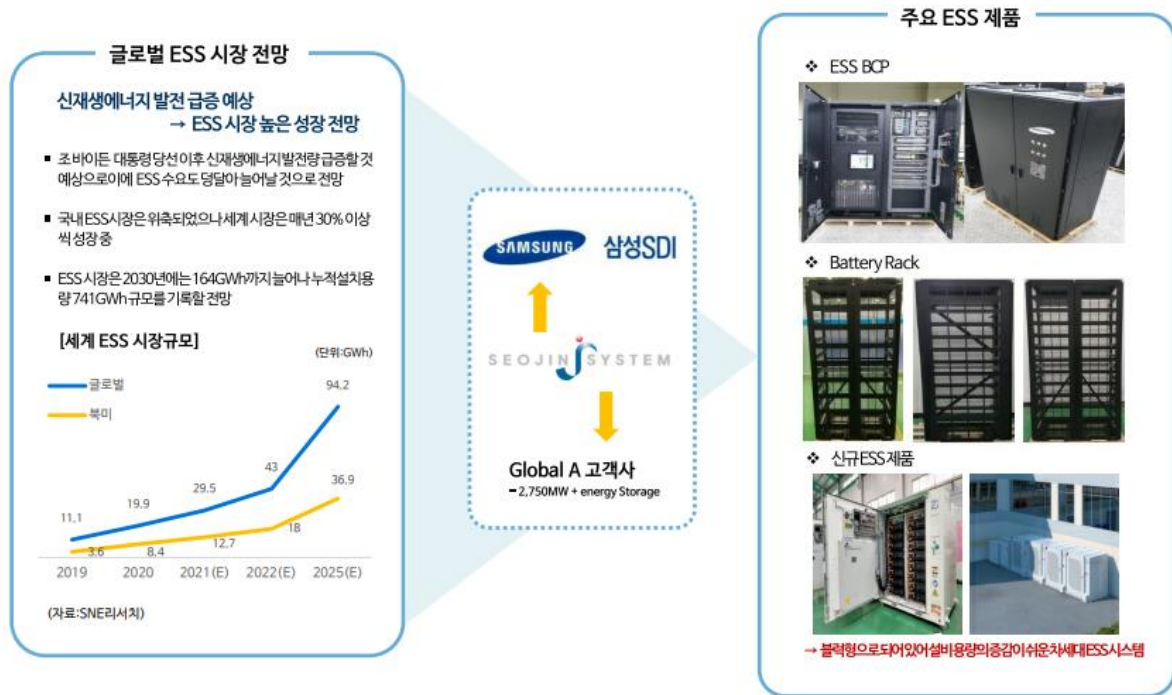 글로벌 ESS 시장 전망
신재생에너지 발전 급증 예상
→ ESS 시장 높은 성장 전망
▪ 조 바이든 대통령 당선 이후 신재생에너지 발전량 급증할 것
예상으로 이에 ESS 수요도 덩달아 늘어날 것으로 전망
▪ 국내 ESS시장은 위축되었으나 세계 시장은 매년 30% 이상
씩 성장 중
▪ ESS 시장은 2030년에는 164GWh까지 늘어나 누적설치용
량 741GWh 규모를 기록할 전망
[세계 ESS 시장규모]
(단위:GWh)
글로벌
북미
94.2
43
29.5
19.9
11.1
36.9
18
12.7
8.4
3.6
2019 2020 2021(E) 2022(E) 2025(E)
(자료:SNE리서치)
SAMSUNG 삼성SDI
SEOJIN SYSTEM
Global A 고객사
- 2,750MW + energy Storage
주요 ESS 제품
❖ ESS BCP
SAMSUNG
❖ Battery Rack
❖ 신규 ESS 제품
→ 블럭형으로 되어 있어 설비용량의 증감이 쉬운 차세대 ESS 시스템